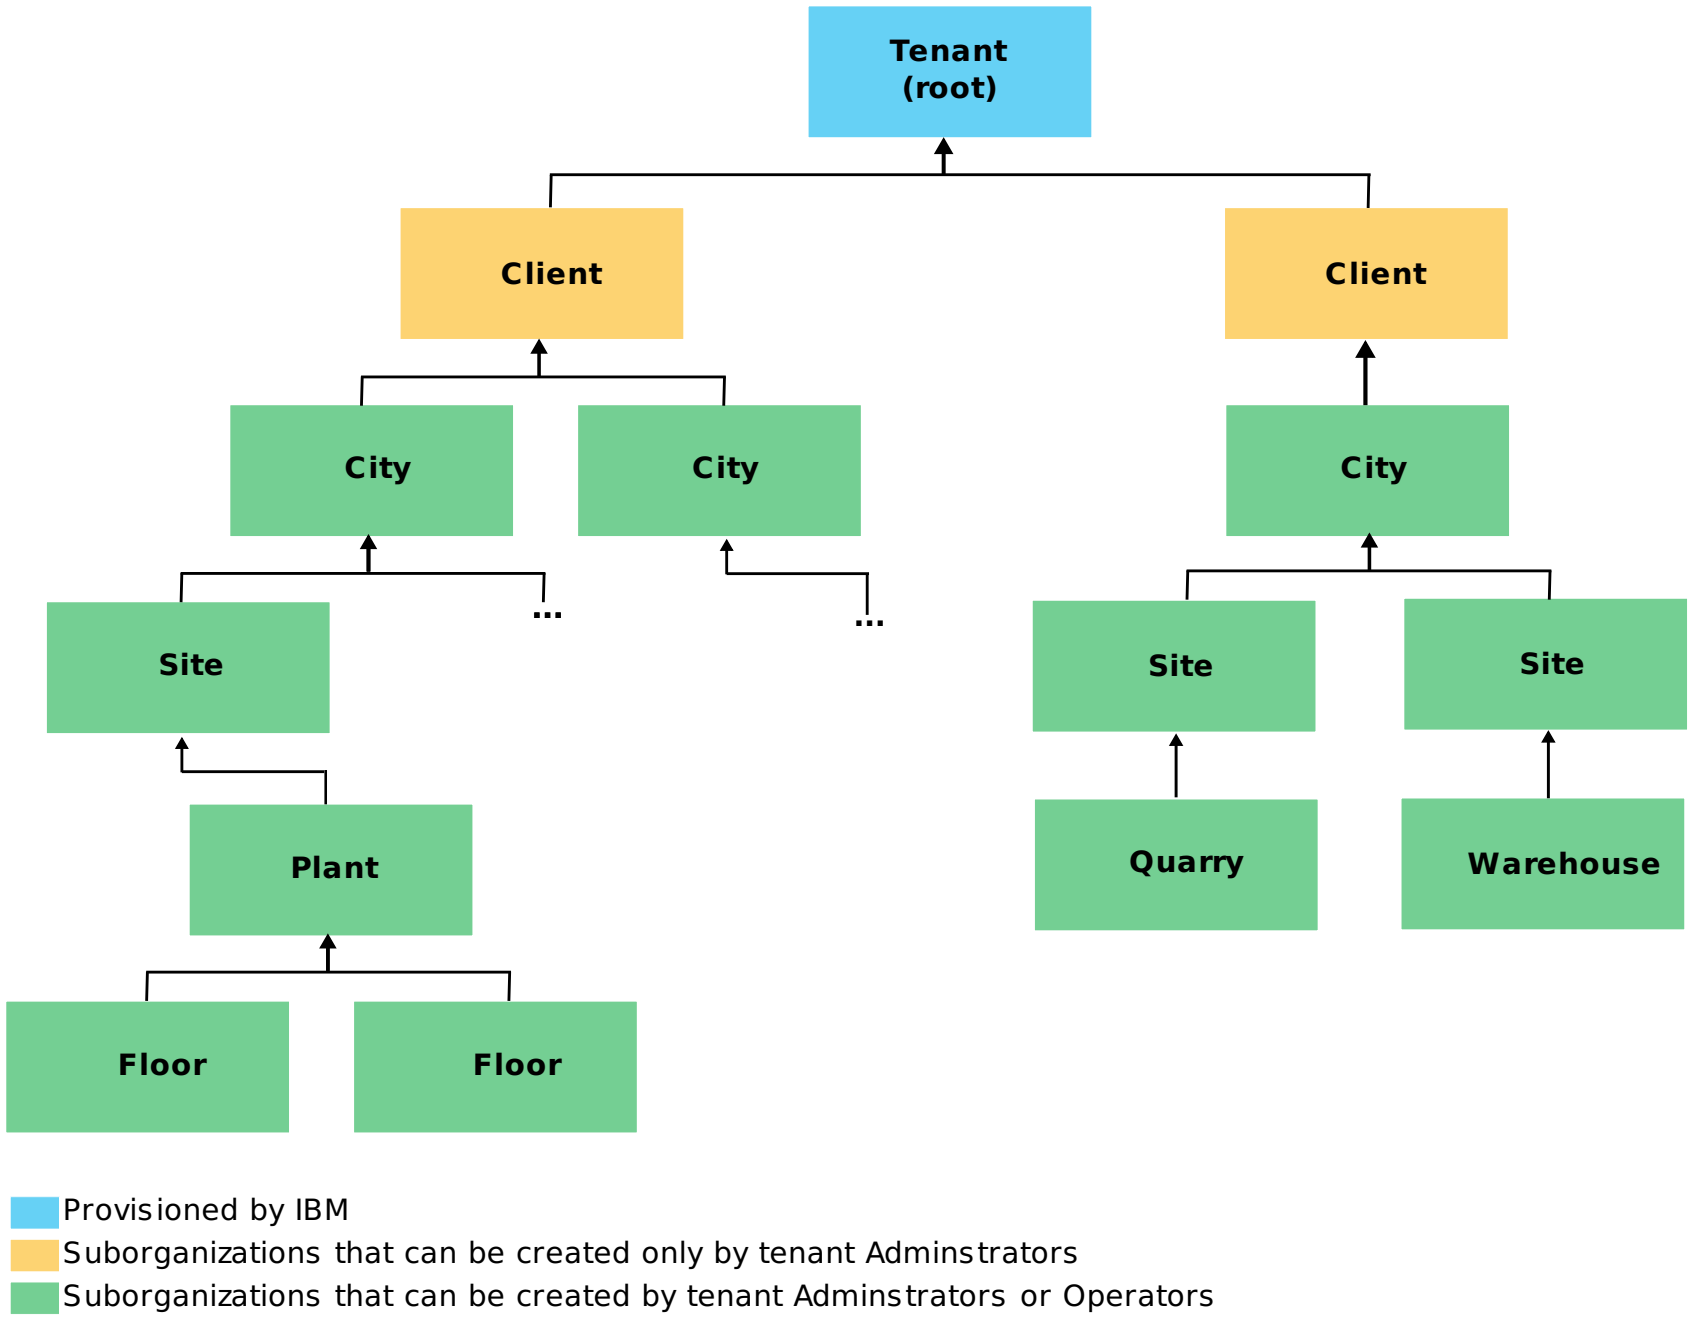 Tenant
(root)
Client
Client
City
City
City
...
...
Site
Site
Site
Plant
Quarry
Warehouse
Floor
Floor
Provisioned by IBM
Suborganizations that can be created only by tenant Adminstrators
Suborganizations that can be created by tenant Adminstrators or Operators